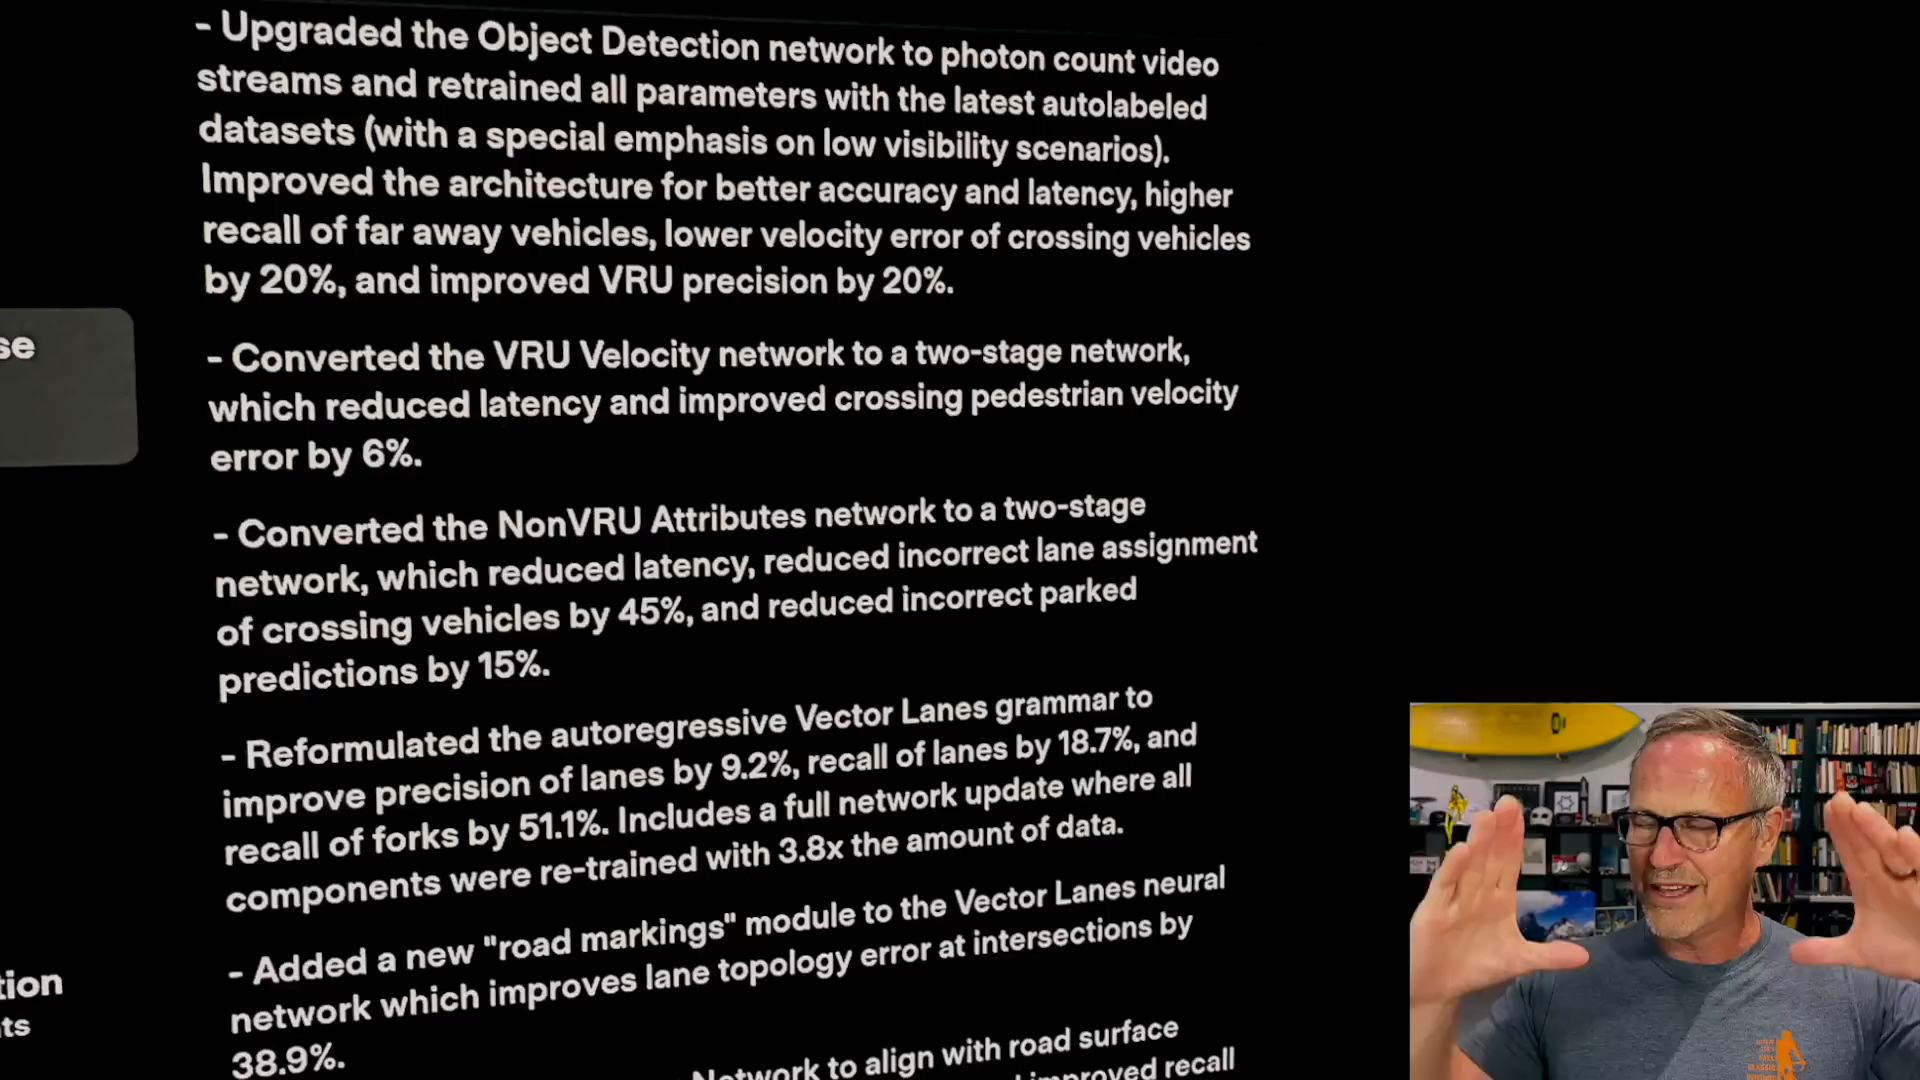 - Upgraded the Object Detection network to photon count video
streams and retrained all parameters with the latest autolabeled
datasets (with a special emphasis on low visibility scenarios).
Improved the architecture for better accuracy and latency, higher
recall of far away vehicles, lower velocity error of crossing vehicles
by 20%, and improved VRU precision by 20%.
se
- Converted the VRU Velocity network to a two-stage network,
which reduced latency and improved crossing pedestrian velocity
error by 6%.
- Converted the NonVRU Attributes network to a two-stage
network, which reduced latency, reduced incorrect lane assignment
of crossing vehicles by 45%, and reduced incorrect parked
predictions by 15%.
- Reformulated the autoregressive Vector Lanes grammar to
improve precision of lanes by 9.2%, recall of lanes by 18.7%, and
recall of forks by 51.1%. Includes a full network update where all
components were re-trained with 3.8x the amount of data.
- Added a new "road markings" module to the Vector Lanes neural
network which improves lane topology error at intersections by
38.9%.
tion
ts
Network to align with road surface
improved recall